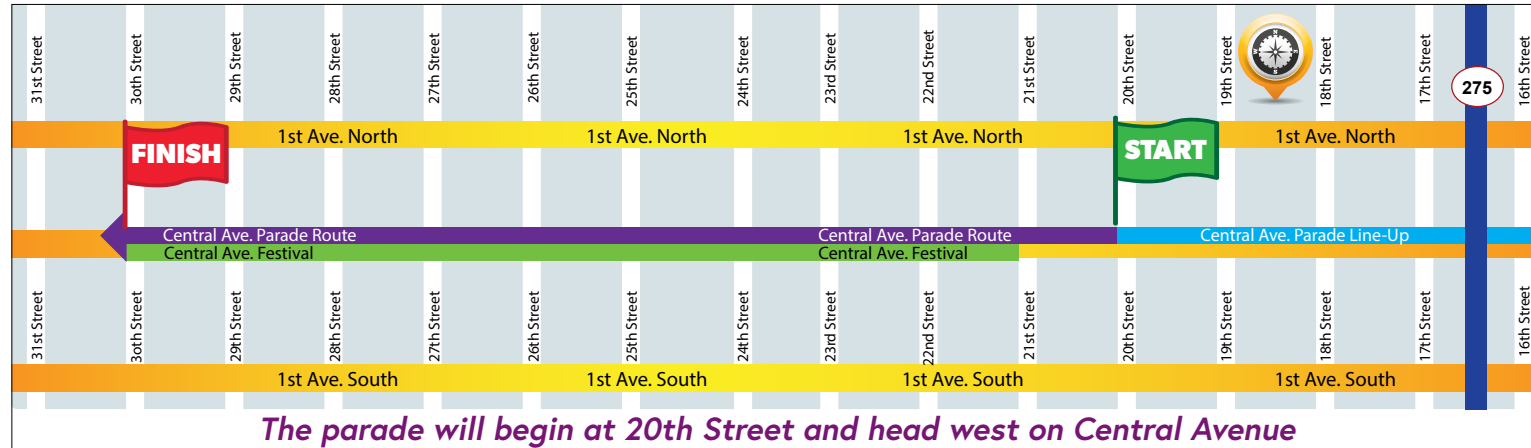 31st Street
3oth Street
29th Street
28th Street
27th Street
26th Street
25th Street
24th Street
23rd Street
22nd Street
21st Street
20th Street
19th Street
18th Street
17th Street
16th Street
275
1st Ave. North
1st Ave. North
1st Ave. North
1st Ave. North
FINISH
START
Central Ave. Parade Route
Central Ave. Parade Route
Central Ave. Parade Line-Up
Central Ave. Festival
Central Ave. Festival
31st Street
3oth Street
29th Street
28th Street
27th Street
26th Street
25th Street
24th Street
23rd Street
22nd Street
21st Street
20th Street
19th Street
18th Street
17th Street
16th Street
1st Ave. South
1st Ave. South
1st Ave. South
1st Ave. South
The parade will begin at 20th Street and head west on Central Avenue